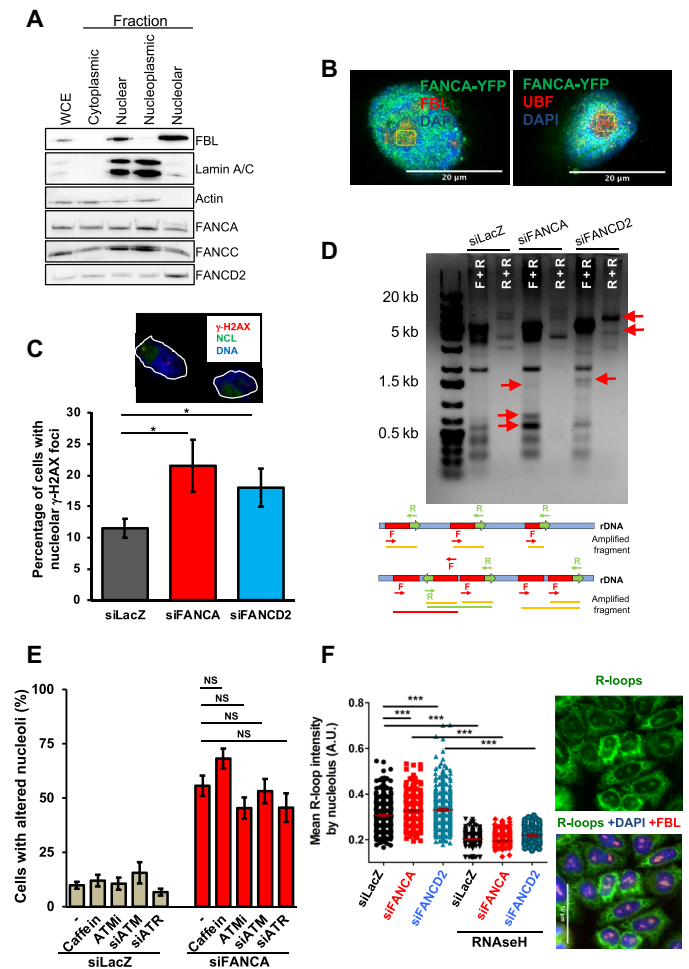 A
Fraction
WCE
Cytoplasmic
Nuclear
Nucleoplasmic
Nucleolar
FBL
Lamin A/C
Actin
FANCA
FANCC
FANCD2
B
FANCA-YFP
FBL
DAPI
20 µm
FANCA-YFP
UBF
DAPI
20 µm
C
γ-H2AX
NCL
DNA
Percentage of cells with
nucleolar γ-H2AX foci
40
35
30
25
20
15
10
5
0
*
*
siLacZ
siFANCA
siFANCD2
D
siLacZ
siFANCA
siFANCD2
F + R
R + R
F + R
R + R
F + R
R + R
20 kb
5 kb
1.5 kb
0.5 kb
R
R
R
rDNA
F
F
F
Amplified
fragment
F
R
R
rDNA
F
R
F
F
F
Amplified
fragment
E
Cells with altered nucleoli (%)
100
75
50
25
0
NS
NS
NS
NS
-
Caffein
ATMi
siATM
siATR
-
Caffein
ATMi
siATM
siATR
siLacZ
siFANCA
F
Mean R-loop intensity
by nucleolus (A.U.)
0.8
0.6
0.4
0.2
***
***
***
***
***
siLacZ
siFANCA
siFANCD2
siLacZ
siFANCA
siFANCD2
RNAseH
R-loops
R-loops +DAPI +FBL
50 µm